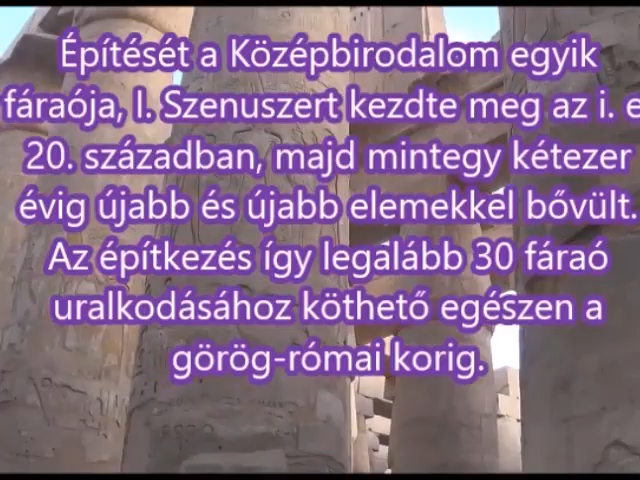 Építését a Középbirodalom egyik
fáraója, I. Szenuszert kezdte meg az i. e
20. században, majd mintegy kétezer
évig újabb és újabb elemekkel bővült.
Az építkezés így legalább 30 fáraó
uralkodásához köthető egészen a
görög-római korig.